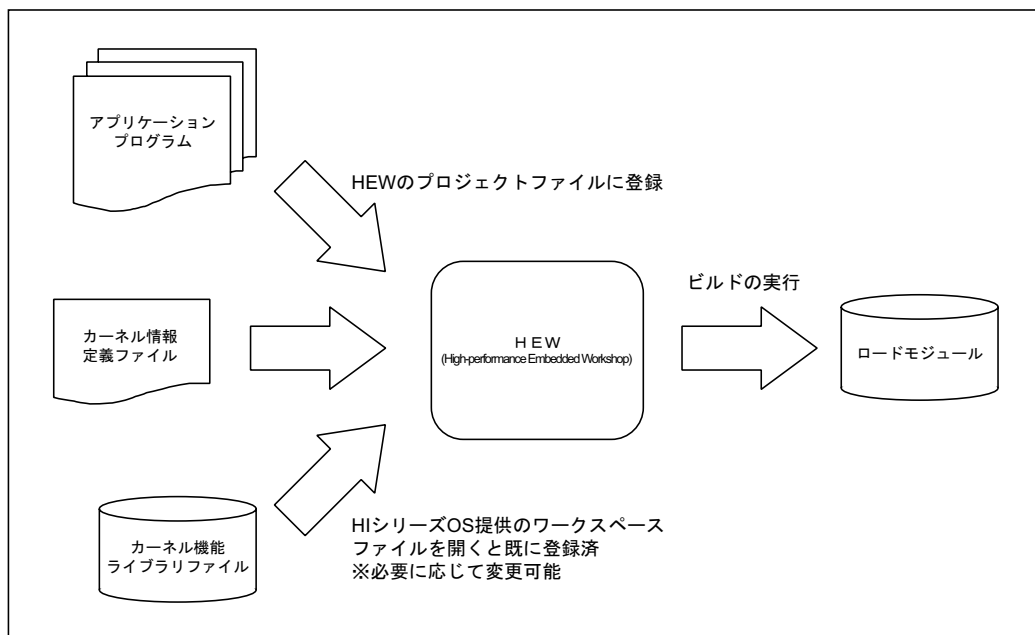 アプリケーション
プログラム
HEWのプロジェクトファイルに登録
カーネル情報
定義ファイル
ＨＥＷ
(High-performance Embedded Workshop)
ビルドの実行
ロードモジュール
カーネル機能
ライブラリファイル
HIシリーズOS提供のワークスペース
ファイルを開くと既に登録済
※必要に応じて変更可能